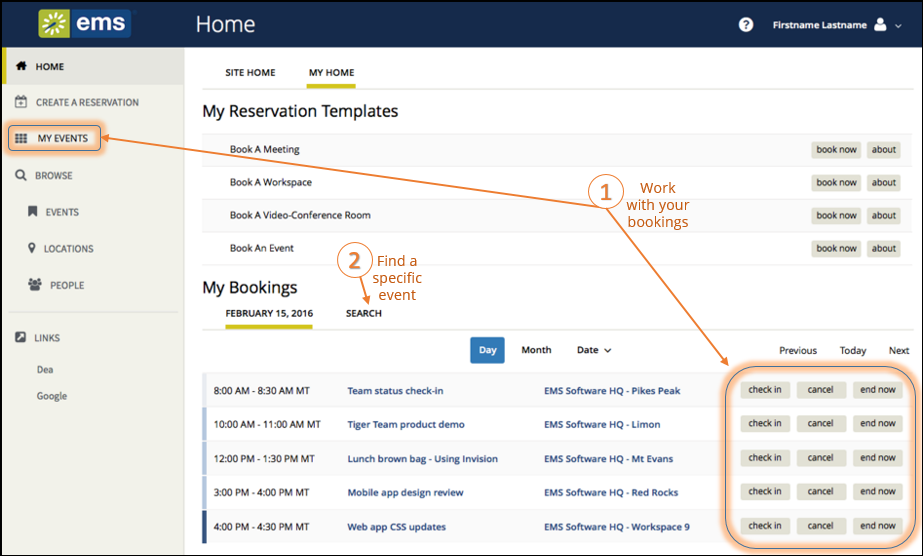 ems
Home
?
Firstname Lastname
HOME
CREATE A RESERVATION
MY EVENTS
BROWSE
EVENTS
LOCATIONS
PEOPLE
LINKS
Dea
Google
SITE HOME MY HOME
My Reservation Templates
Book A Meeting book now about
Book A Workspace book now about
Book A Video-Conference Room book now about
Book An Event book now about
1
Work
with your
bookings
2
Find a
specific
event
My Bookings
FEBRUARY 15, 2016 SEARCH
Day Month Date Previous Today Next
8:00 AM - 8:30 AM MT Team status check-in EMS Software HQ - Pikes Peak check in cancel end now
10:00 AM - 11:00 AM MT Tiger Team product demo EMS Software HQ - Limon check in cancel end now
12:00 PM - 1:30 PM MT Lunch brown bag - Using Invision EMS Software HQ - Mt Evans check in cancel end now
3:00 PM - 4:00 PM MT Mobile app design review EMS Software HQ - Red Rocks check in cancel end now
4:00 PM - 4:30 PM MT Web app CSS updates EMS Software HQ - Workspace 9 check in cancel end now